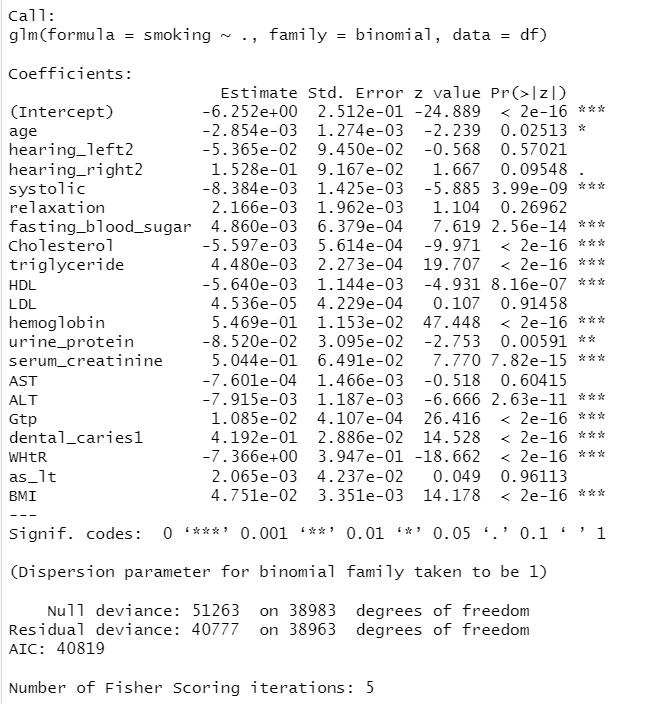 Call:
glm(formula = smoking ~ ., family = binomial, data = df)
Coefficients:
Estimate Std. Error z value Pr(>|z|)
(Intercept) -6.252e+00 2.512e-01 -24.889 < 2e-16 ***
age -2.854e-03 1.274e-03 -2.239 0.02513 *
hearing_left2 -5.365e-02 9.450e-02 -0.568 0.57021
hearing_right2 1.528e-01 9.167e-02 1.667 0.09548 .
systolic -8.384e-03 1.425e-03 -5.885 3.99e-09 ***
relaxation 2.166e-03 1.962e-03 1.104 0.26962
fasting_blood_sugar 4.860e-03 6.379e-04 7.619 2.56e-14 ***
Cholesterol -5.597e-03 5.614e-04 -9.971 < 2e-16 ***
triglyceride 4.480e-03 2.273e-04 19.707 < 2e-16 ***
HDL -5.640e-03 1.144e-03 -4.931 8.16e-07 ***
LDL 4.536e-05 4.229e-04 0.107 0.91458
hemoglobin 5.469e-01 1.153e-02 47.448 < 2e-16 ***
urine_protein -8.520e-02 3.095e-02 -2.753 0.00591 **
serum_creatinine 5.044e-01 6.491e-02 7.770 7.82e-15 ***
AST -7.601e-04 1.466e-03 -0.518 0.60415
ALT -7.915e-03 1.187e-03 -6.666 2.63e-11 ***
Gtp 1.085e-02 4.107e-04 26.416 < 2e-16 ***
dental_caries1 4.192e-01 2.886e-02 14.528 < 2e-16 ***
WHtR -7.366e+00 3.947e-01 -18.662 < 2e-16 ***
as_lt 2.065e-03 4.237e-02 0.049 0.96113
BMI 4.751e-02 3.351e-03 14.178 < 2e-16 ***
---
Signif. codes: 0 ‘***’ 0.001 ‘**’ 0.01 ‘*’ 0.05 ‘.’ 0.1 ‘ ’ 1
(Dispersion parameter for binomial family taken to be 1)
Null deviance: 51263 on 38983 degrees of freedom
Residual deviance: 40777 on 38963 degrees of freedom
AIC: 40819
Number of Fisher Scoring iterations: 5